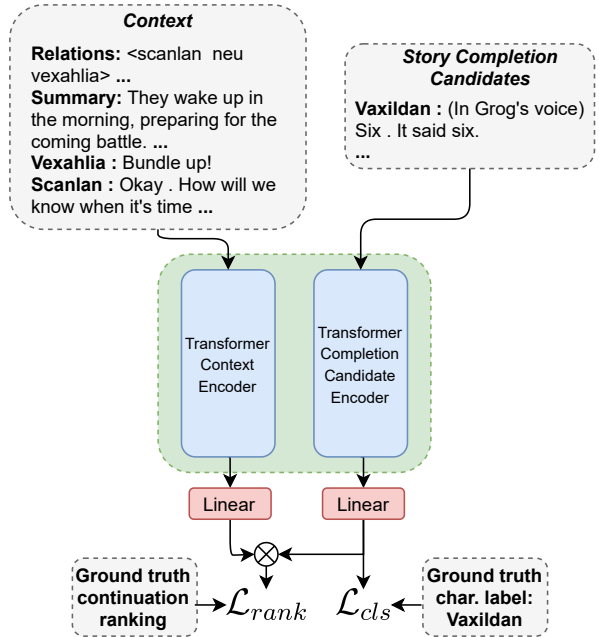 Context
Relations: <scanlan neu
vexahlia> ...
Summary: They wake up in
the morning, preparing for the
coming battle. ...
Vexahlia : Bundle up!
Scanlan : Okay . How will we
know when it's time ...
Story Completion
Candidates
Vaxildan : (In Grog's voice)
Six . It said six.
...
Transformer
Context
Encoder
Transformer
Completion
Candidate
Encoder
Linear
Linear
Ground truth
continuation
ranking
ℒrank
ℒcls
Ground truth
char. label:
Vaxildan